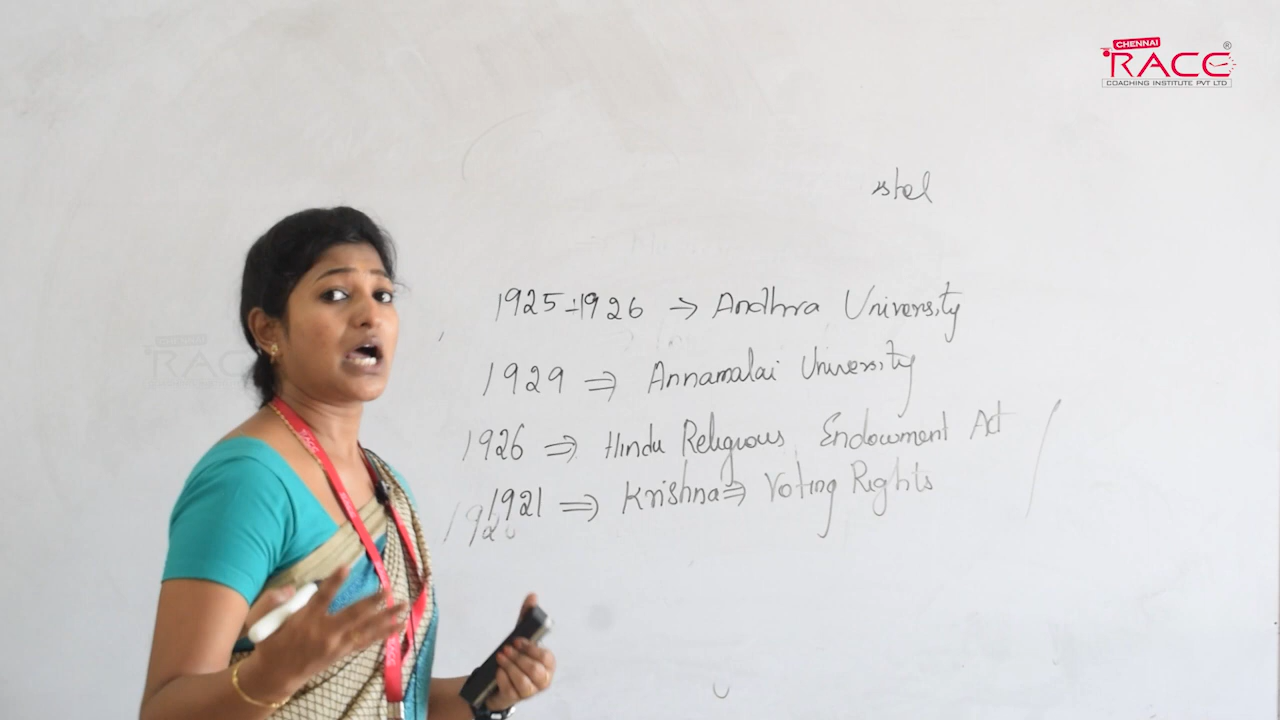 CHENNAI
RACE ®
COACHING INSTITUTE PVT LTD
1925-1926 → Andhra University
1929 ⇒ Annamalai University
1926 ⇒ Hindu Religious Endowment Act
1921 ⇒ Krishna ⇒ Voting Rights